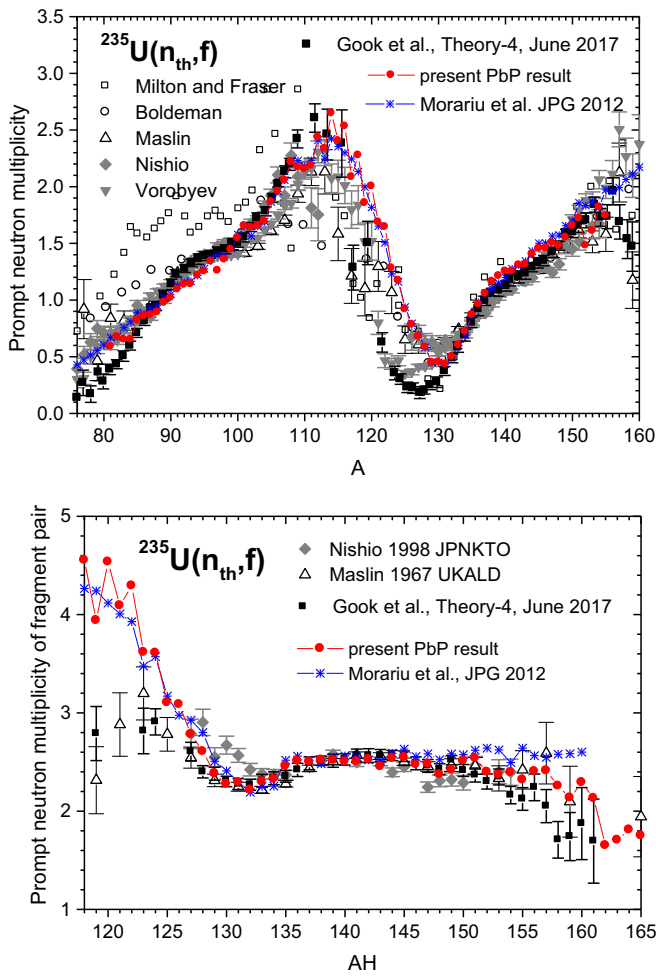 3.5
3.0
2.5
2.0
1.5
1.0
0.5
0.0
Prompt neutron multiplicity
235U(nth,f)
Milton and Fraser
Boldeman
Maslin
Nishio
Vorobyev
Gook et al., Theory-4, June 2017
present PbP result
Morariu et al. JPG 2012
80 90 100 110 120 130 140 150 160
A
5
4
3
2
1
Prompt neutron multiplicity of fragment pair
235U(nth,f)
Nishio 1998 JPNKTO
Maslin 1967 UKALD
Gook et al., Theory-4, June 2017
present PbP result
Morariu et al., JPG 2012
120 125 130 135 140 145 150 155 160 165
AH